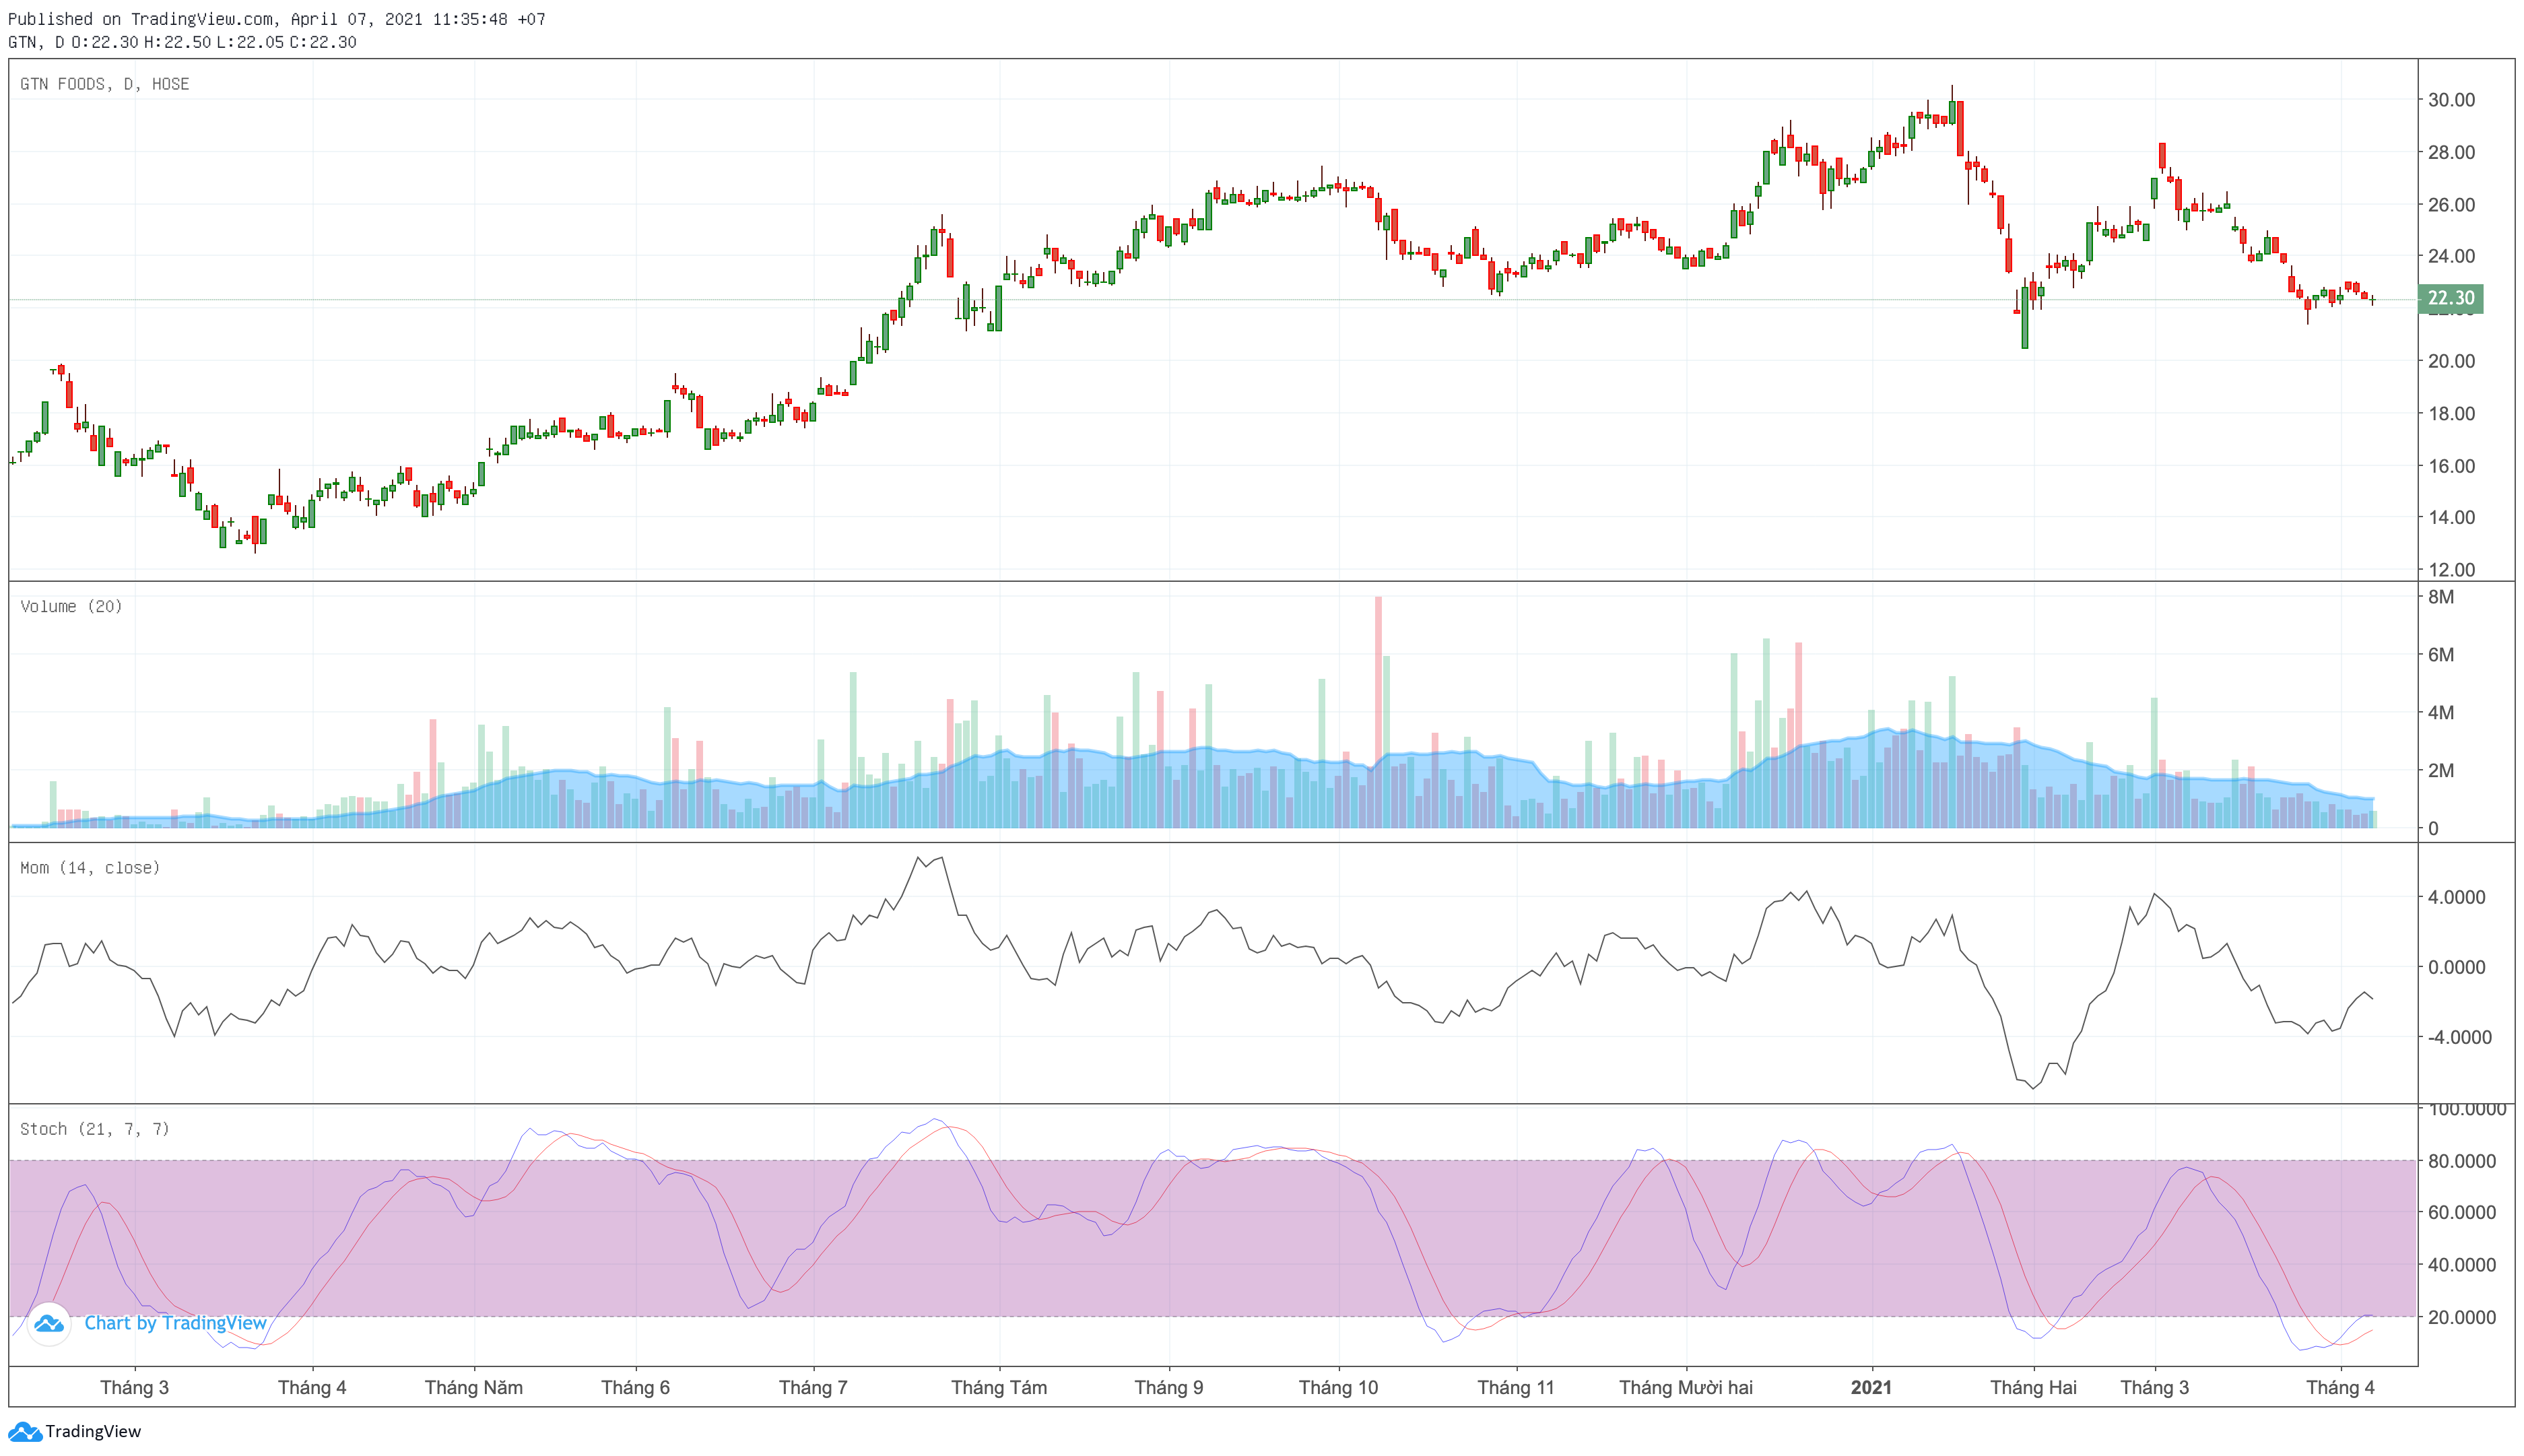 Published on TradingView.com, April 07, 2021 11:35:48 +07
GTN, D O:22.30 H:22.50 L:22.05 C:22.30
GTN FOODS, D, HOSE
30.00
28.00
26.00
24.00
22.30
22.00
20.00
18.00
16.00
14.00
12.00
Volume (20)
8M
6M
4M
2M
0
Mom (14, close)
4.0000
0.0000
-4.0000
Stoch (21, 7, 7)
100.0000
80.0000
60.0000
40.0000
20.0000
Chart by TradingView
Tháng 3 Tháng 4 Tháng Năm Tháng 6 Tháng 7 Tháng Tám Tháng 9 Tháng 10 Tháng 11 Tháng Mười hai 2021 Tháng Hai Tháng 3 Tháng 4
TradingView